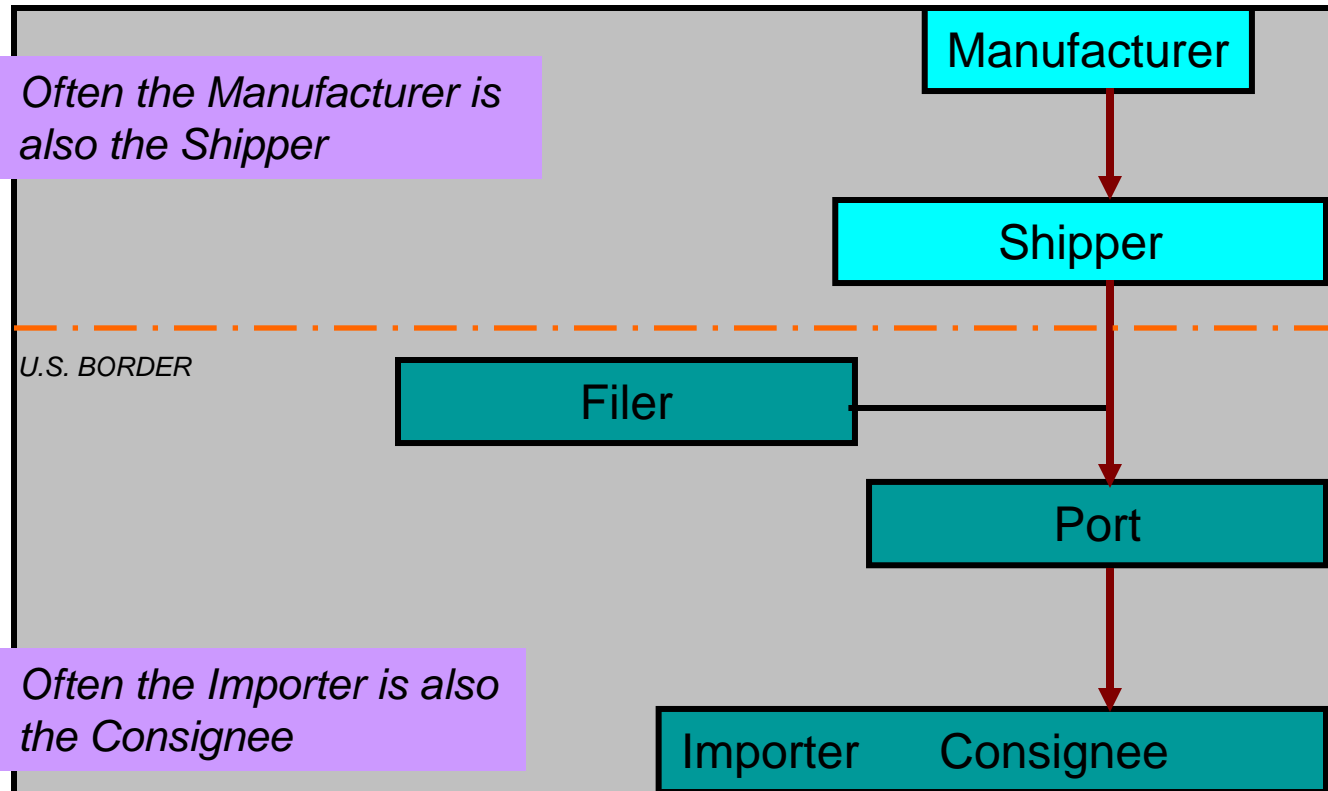 Manufacturer
Often the Manufacturer is
also the Shipper
Shipper
U.S. BORDER
Filer
Port
Often the Importer is also
the Consignee
Importer Consignee